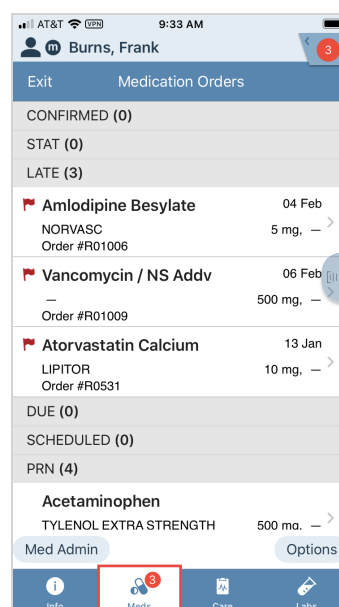 AT&T VPN 9:33 AM
m Burns, Frank 3
Exit Medication Orders
CONFIRMED (0)
STAT (0)
LATE (3)
Amlodipine Besylate 04 Feb
NORVASC 5 mg, —
Order #R01006
Vancomycin / NS Addv 06 Feb
— 500 mg, —
Order #R01009
Atorvastatin Calcium 13 Jan
LIPITOR 10 mg, —
Order #R0531
DUE (0)
SCHEDULED (0)
PRN (4)
Acetaminophen
TYLENOL EXTRA STRENGTH 500 mg, —
Med Admin Options
3
Info Meds Care Labs